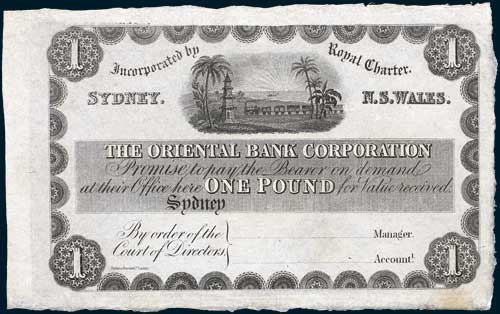 1 Incorporated by Royal Charter. 1
SYDNEY. N.S. WALES.
THE ORIENTAL BANK CORPORATION
Promise to pay the Bearer on demand
at their Office here ONE POUND for Value received.
Sydney
By order of the Manager.
Court of Directors Account.t
1 1